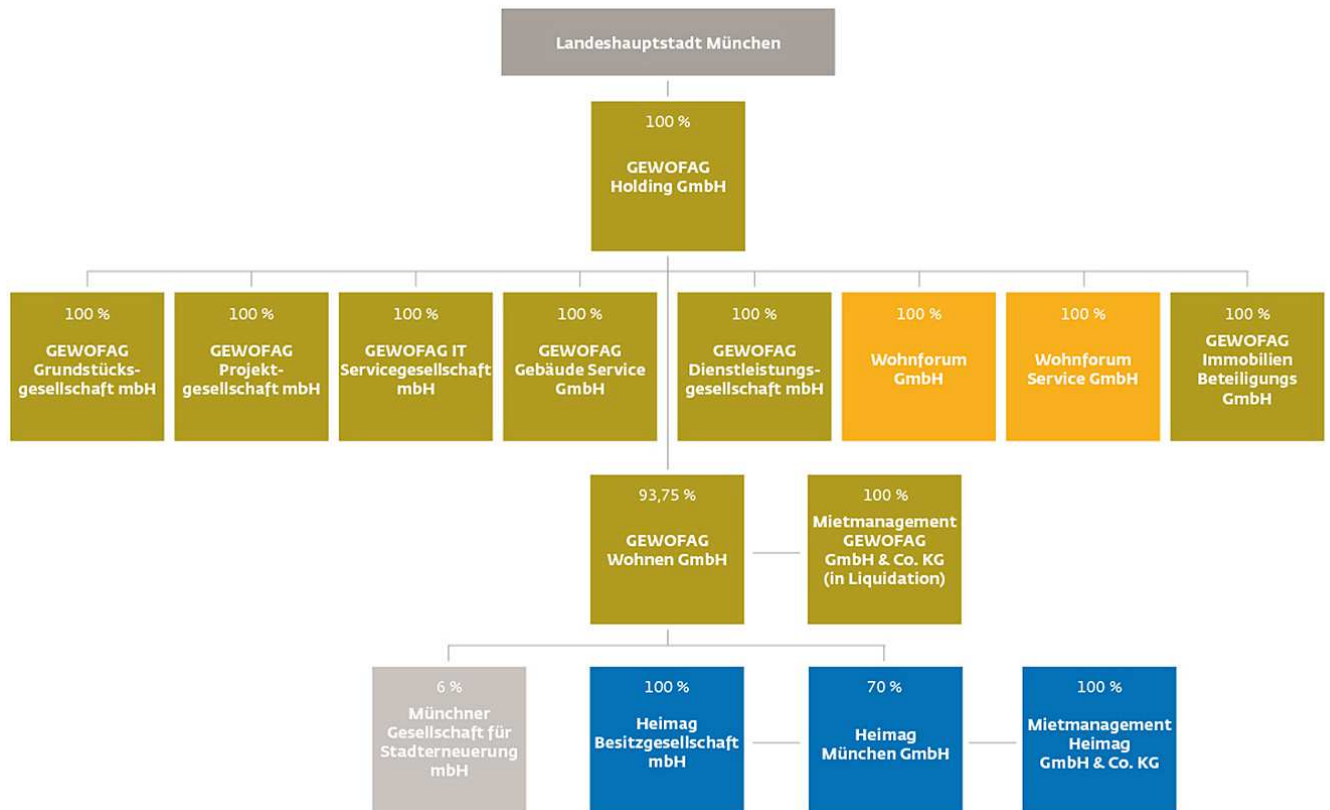 Landeshauptstadt München
100 %
GEWOFAG
Holding GmbH
100 %
GEWOFAG
Grundstücks-
gesellschaft mbH
100 %
GEWOFAG
Projekt-
gesellschaft mbH
100 %
GEWOFAG IT
Servicegesellschaft
mbH
100 %
GEWOFAG
Gebäude Service
GmbH
100 %
GEWOFAG
Dienstleistungs-
gesellschaft mbH
100 %
Wohnforum
GmbH
100 %
Wohnforum
Service GmbH
100 %
GEWOFAG
Immobilien
Beteiligungs
GmbH
93,75 %
GEWOFAG
Wohnen GmbH
100 %
Mietmanagement
GEWOFAG
GmbH & Co. KG
(in Liquidation)
6 %
Münchner
Gesellschaft für
Stadterneuerung
mbH
100 %
Heimag
Besitzgesellschaft
mbH
70 %
Heimag
München GmbH
100 %
Mietmanagement
Heimag
GmbH & Co. KG